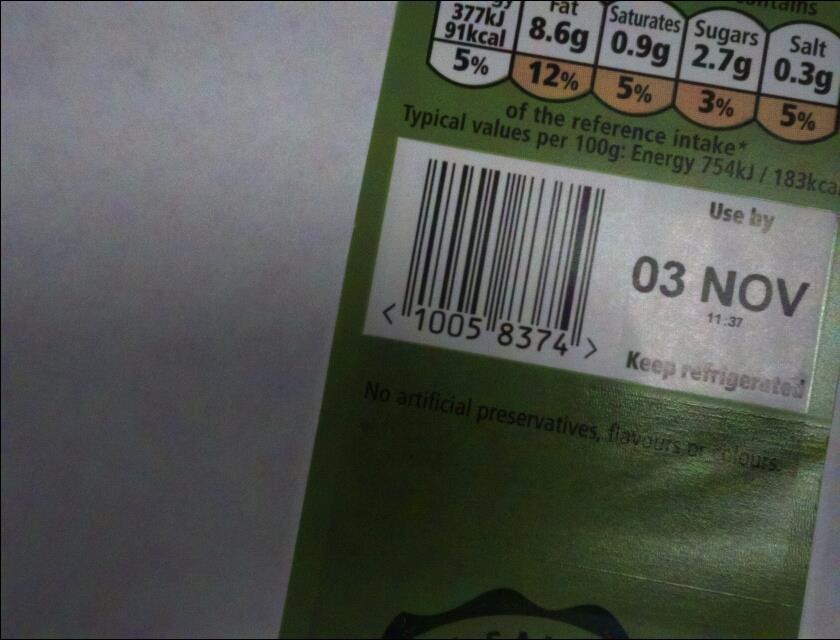 Fat Saturates Sugars Salt
377kJ
91kcal 8.6g 0.9g 2.7g 0.3g
5% 12% 5% 3% 5%
of the reference intake*
Typical values per 100g: Energy 754kJ / 183kca
Use by
03 NOV
11:37
< 1005 8374 >
Keep refrigerated
No artificial preservatives, flavours or colours.